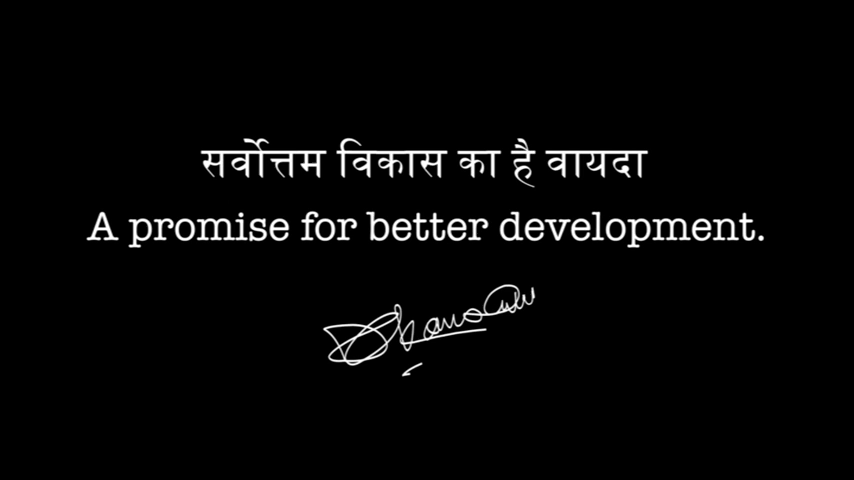 सर्वोत्तम विकास का है वायदा
A promise for better development.